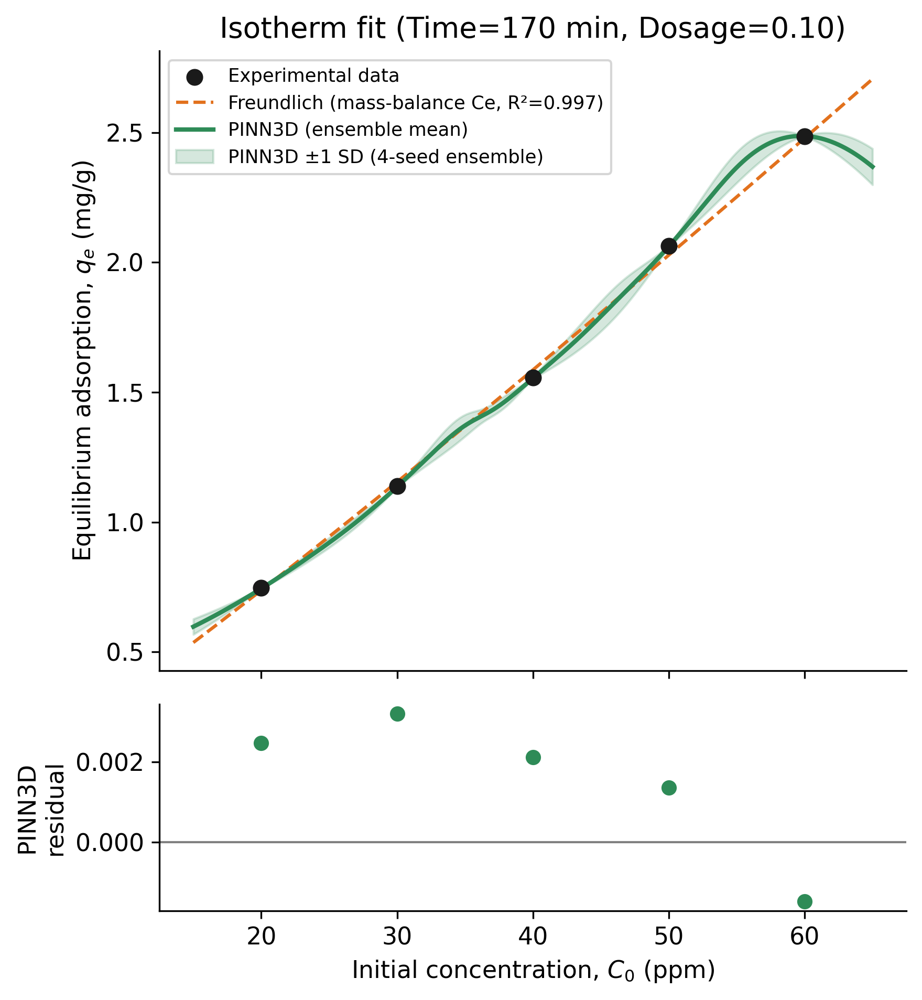 Isotherm fit (Time=170 min, Dosage=0.10)
Experimental data
Freundlich (mass-balance Ce, R²=0.997)
PINN3D (ensemble mean)
PINN3D ±1 SD (4-seed ensemble)
Equilibrium adsorption, qₑ (mg/g)
2.5
2.0
1.5
1.0
0.5
PINN3D
residual
0.002
0.000
20 30 40 50 60
Initial concentration, C₀ (ppm)